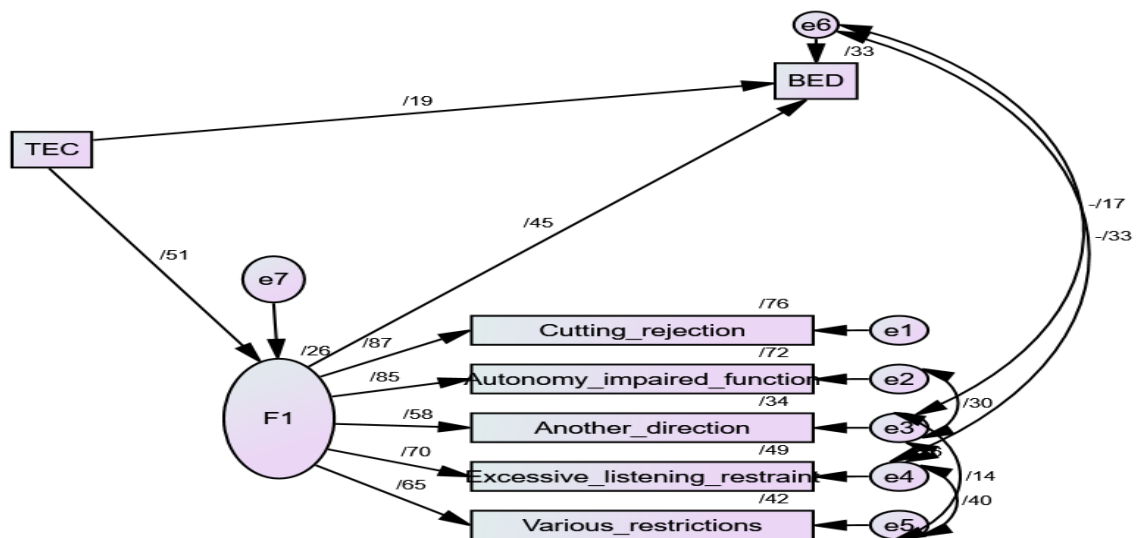 e6
/33
BED
/19
TEC
-/17
-/33
/45
/51
e7
/76
/26
/87
Cutting_rejection
e1
/72
/85
Autonomy_impaired_function
e2
/30
/34
/58
F1
Another_direction
e3
/49
/70
Excessive_listening_restraint
e4
/14
/65
/42
/40
Various_restrictions
e5